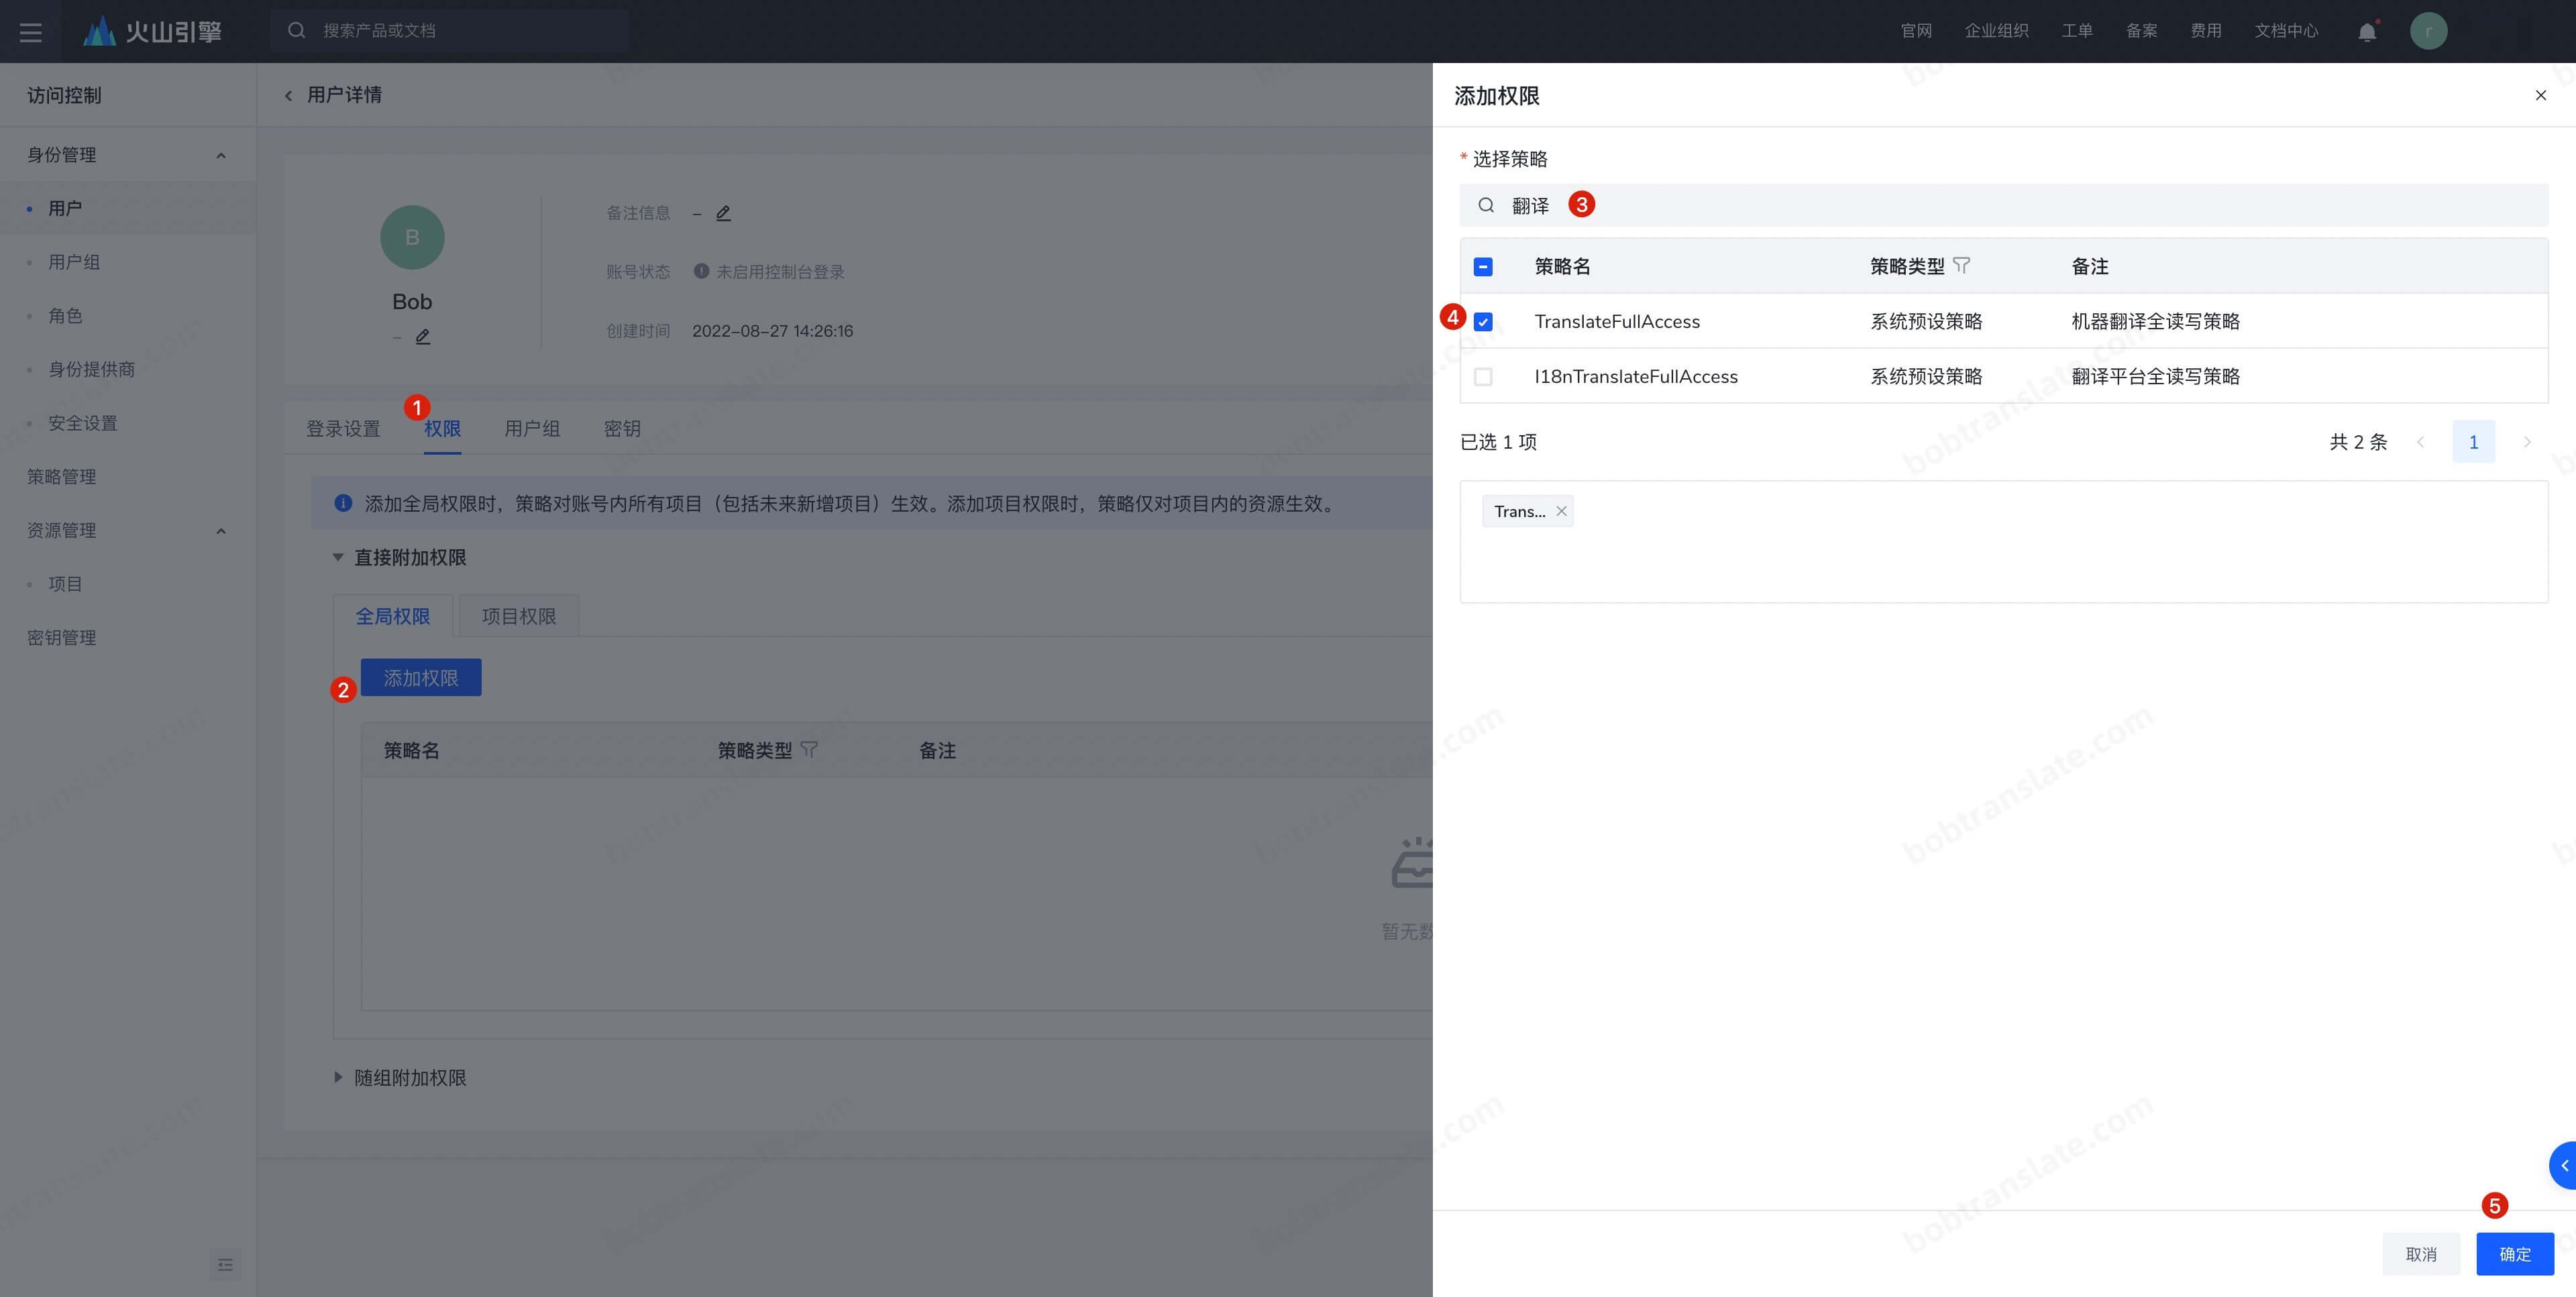 火山引擎
搜索产品或文档
官网 企业组织 工单 备案 费用 文档中心
r
访问控制
身份管理
用户
用户组
角色
身份提供商
安全设置
策略管理
资源管理
项目
密钥管理
用户详情
B
Bob
–
备注信息 –
账号状态 未启用控制台登录
创建时间 2022-08-27 14:26:16
1
登录设置 权限 用户组 密钥
添加全局权限时，策略对账号内所有项目（包括未来新增项目）生效。添加项目权限时，策略仅对项目内的资源生效。
直接附加权限
全局权限 项目权限
2 添加权限
策略名 策略类型 备注
暂无数
随组附加权限
添加权限
* 选择策略
翻译 3
策略名 策略类型 备注
4 TranslateFullAccess 系统预设策略 机器翻译全读写策略
I18nTranslateFullAccess 系统预设策略 翻译平台全读写策略
已选 1 项 共 2 条 1
Trans...
5
取消 确定
bobtranslate.com